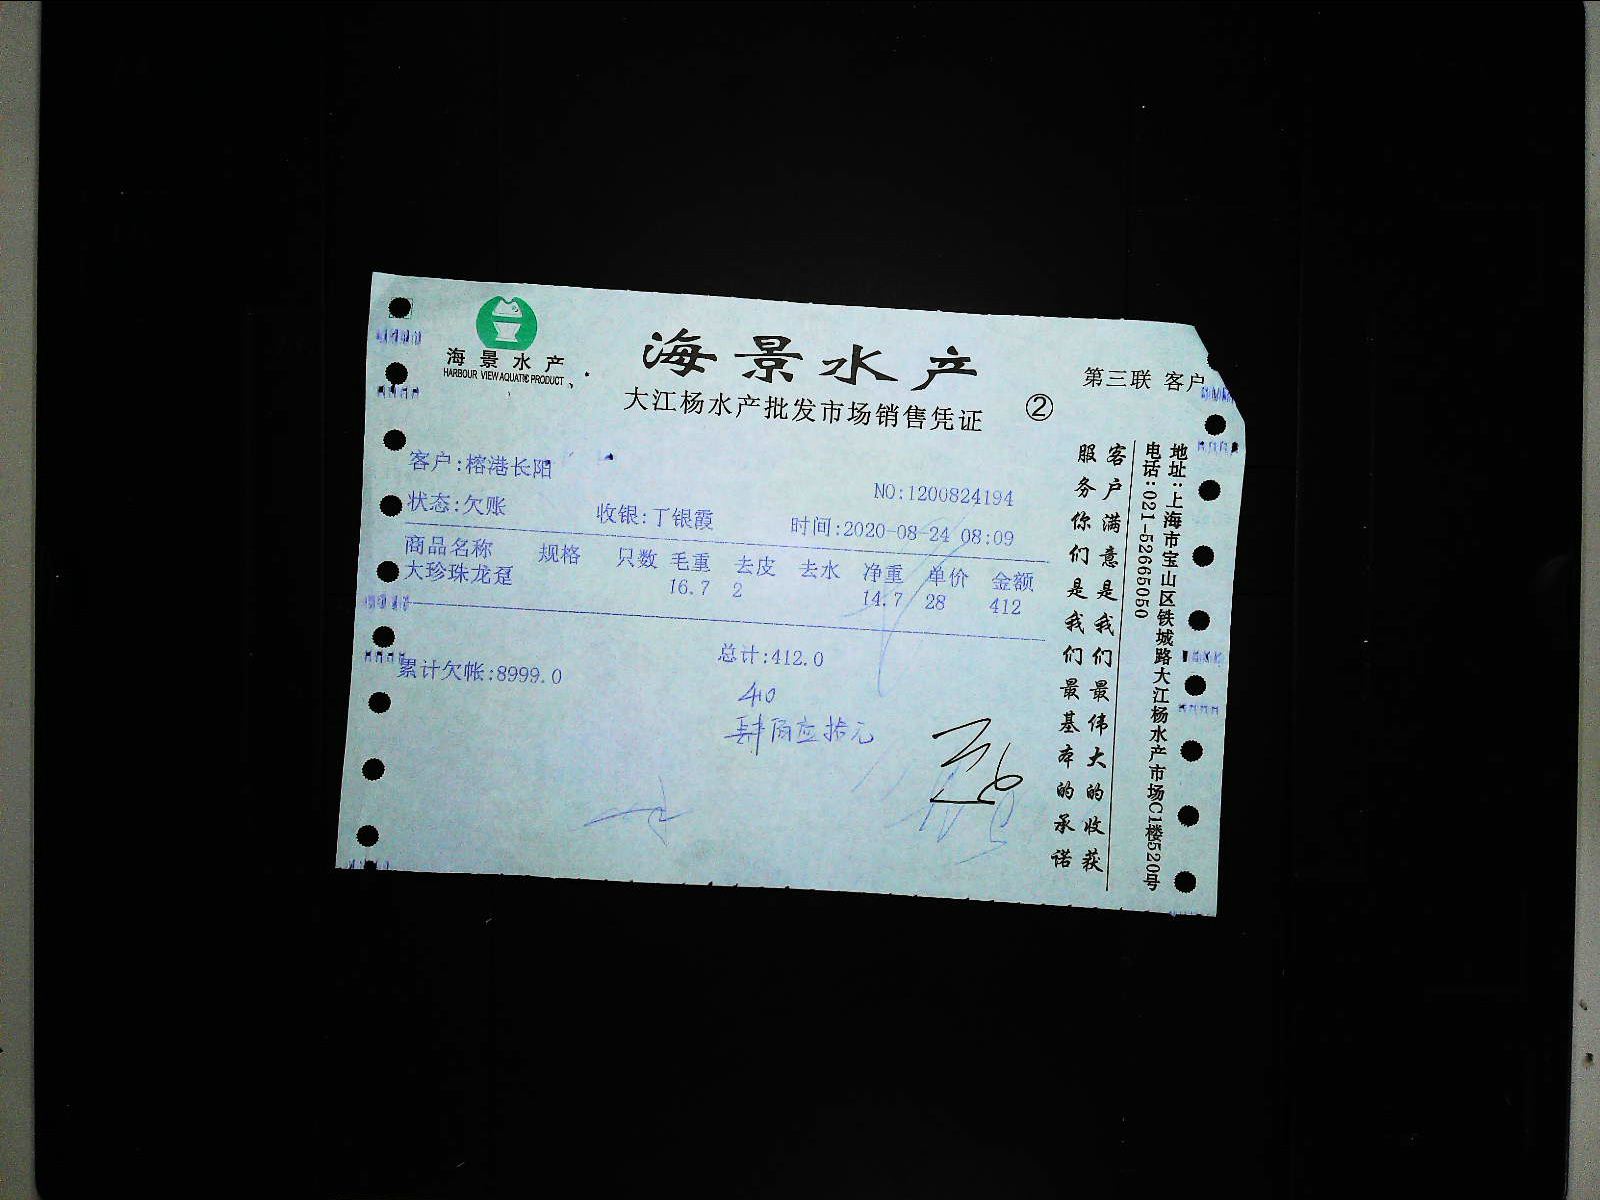 海景水产
HARBOUR VIEW AQUATIC PRODUCT
海景水产
大江杨水产批发市场销售凭证
②
第三联 客户
客户:榕港长阳
NO:1200824194
状态:欠账 收银:丁银霞 时间:2020-08-24 08:09
商品名称 规格 只数 毛重 去皮 去水 净重 单价 金额
大珍珠龙趸 16.7 2 14.7 28 412
总计:412.0
累计欠帐:8999.0
410
肆佰应拾元
客户满意是我们最伟大的收获
服务你们是我们最基本的承诺
地址:上海市宝山区铁城路大江杨水产市场C1楼520号
电话:021-52665050